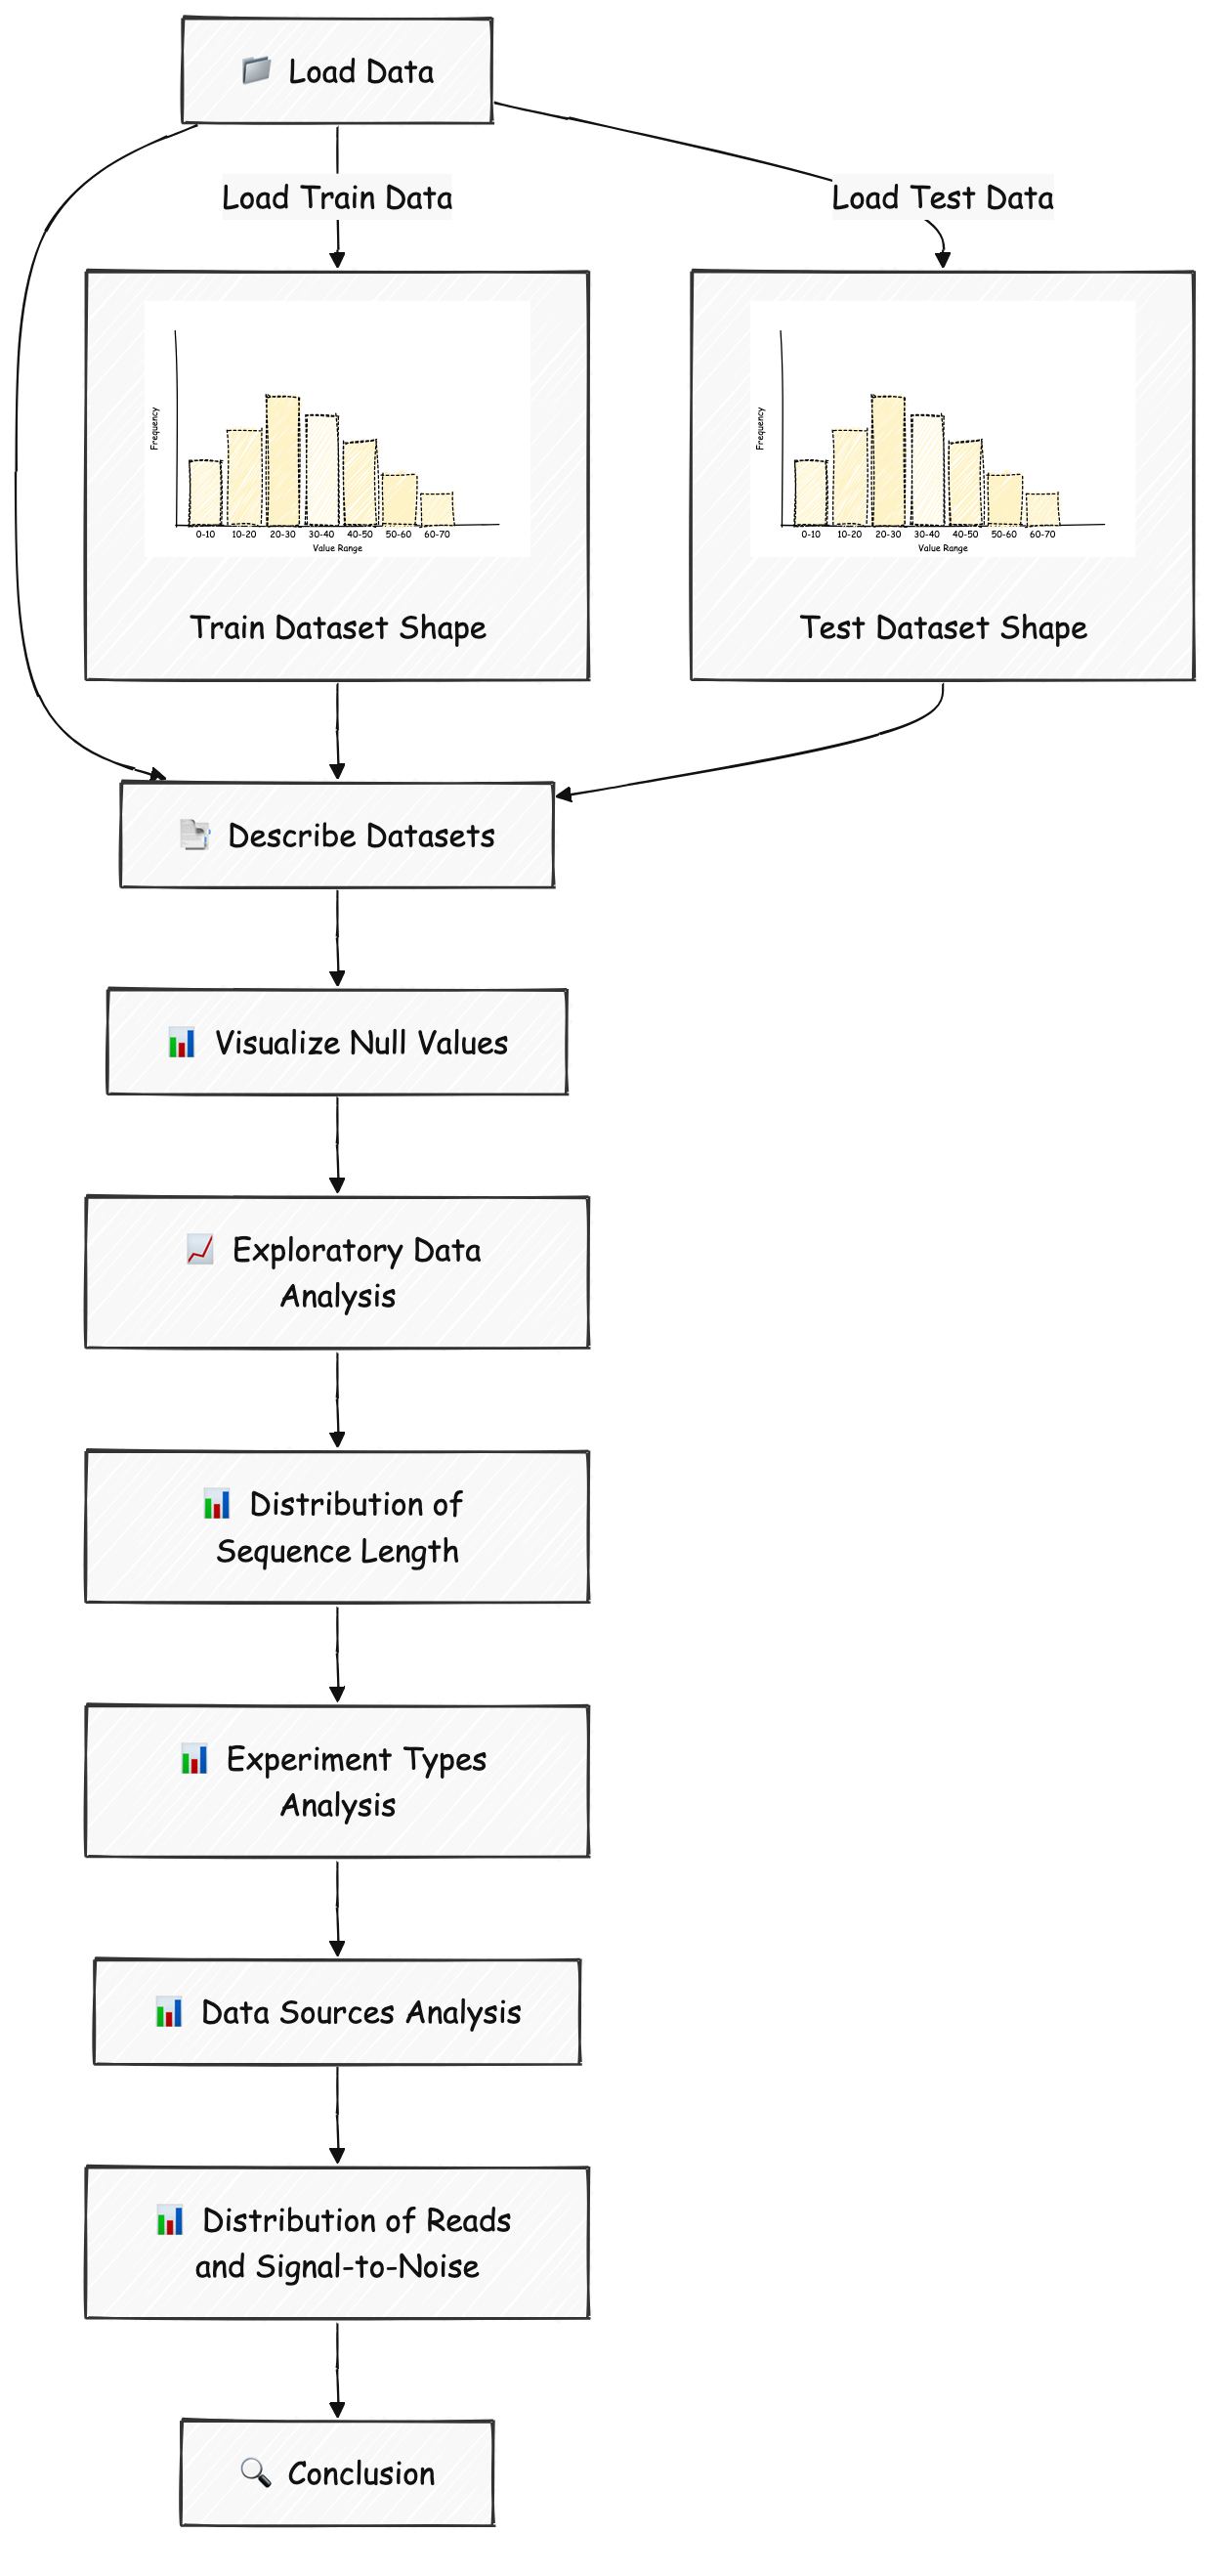 Load Data
Load Train Data
Load Test Data
Frequency
0-10 10-20 20-30 30-40 40-50 50-60 60-70
Value Range
Train Dataset Shape
Frequency
0-10 10-20 20-30 30-40 40-50 50-60 60-70
Value Range
Test Dataset Shape
Describe Datasets
Visualize Null Values
Exploratory Data
Analysis
Distribution of
Sequence Length
Experiment Types
Analysis
Data Sources Analysis
Distribution of Reads
and Signal-to-Noise
Conclusion